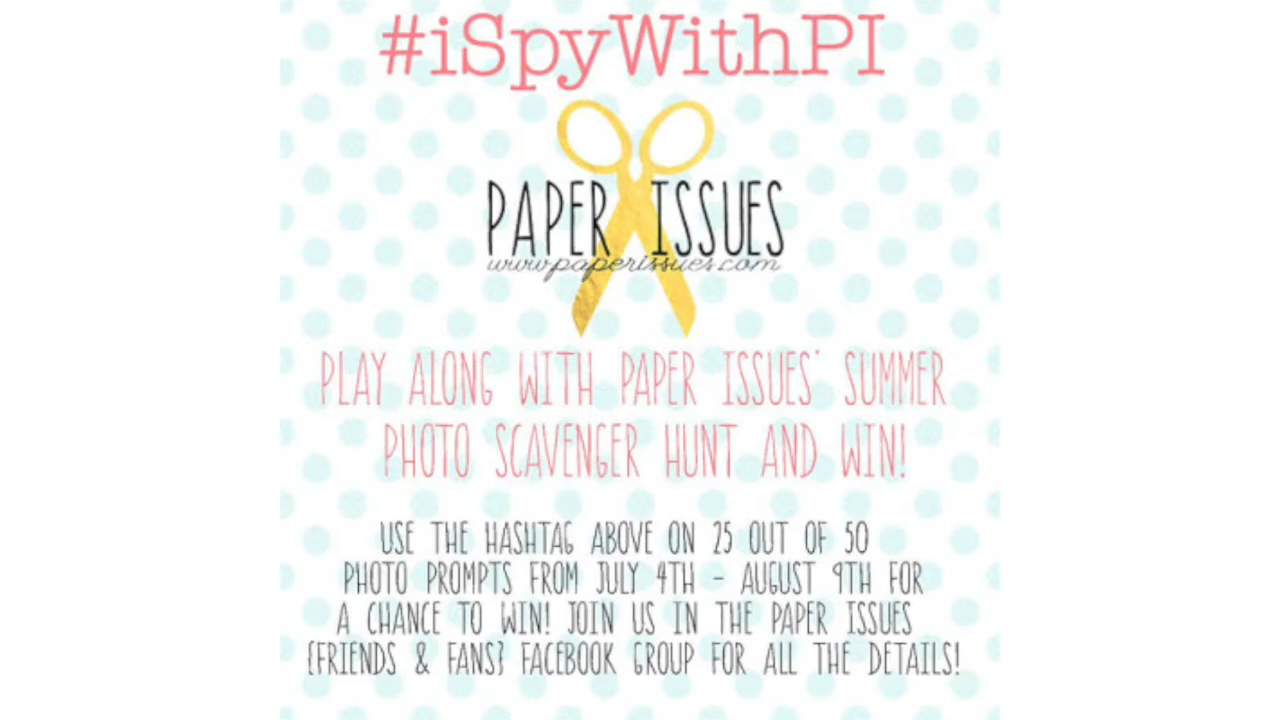 #iSpyWithPI
PAPER ISSUES
www.paperissues.com
PLAY ALONG WITH PAPER ISSUES' SUMMER
PHOTO SCAVENGER HUNT AND WIN!
USE THE HASHTAG ABOVE ON 25 OUT OF 50
PHOTO PROMPTS FROM JULY 4TH - AUGUST 9TH FOR
A CHANCE TO WIN! JOIN US IN THE PAPER ISSUES
{FRIENDS & FANS} FACEBOOK GROUP FOR ALL THE DETAILS!